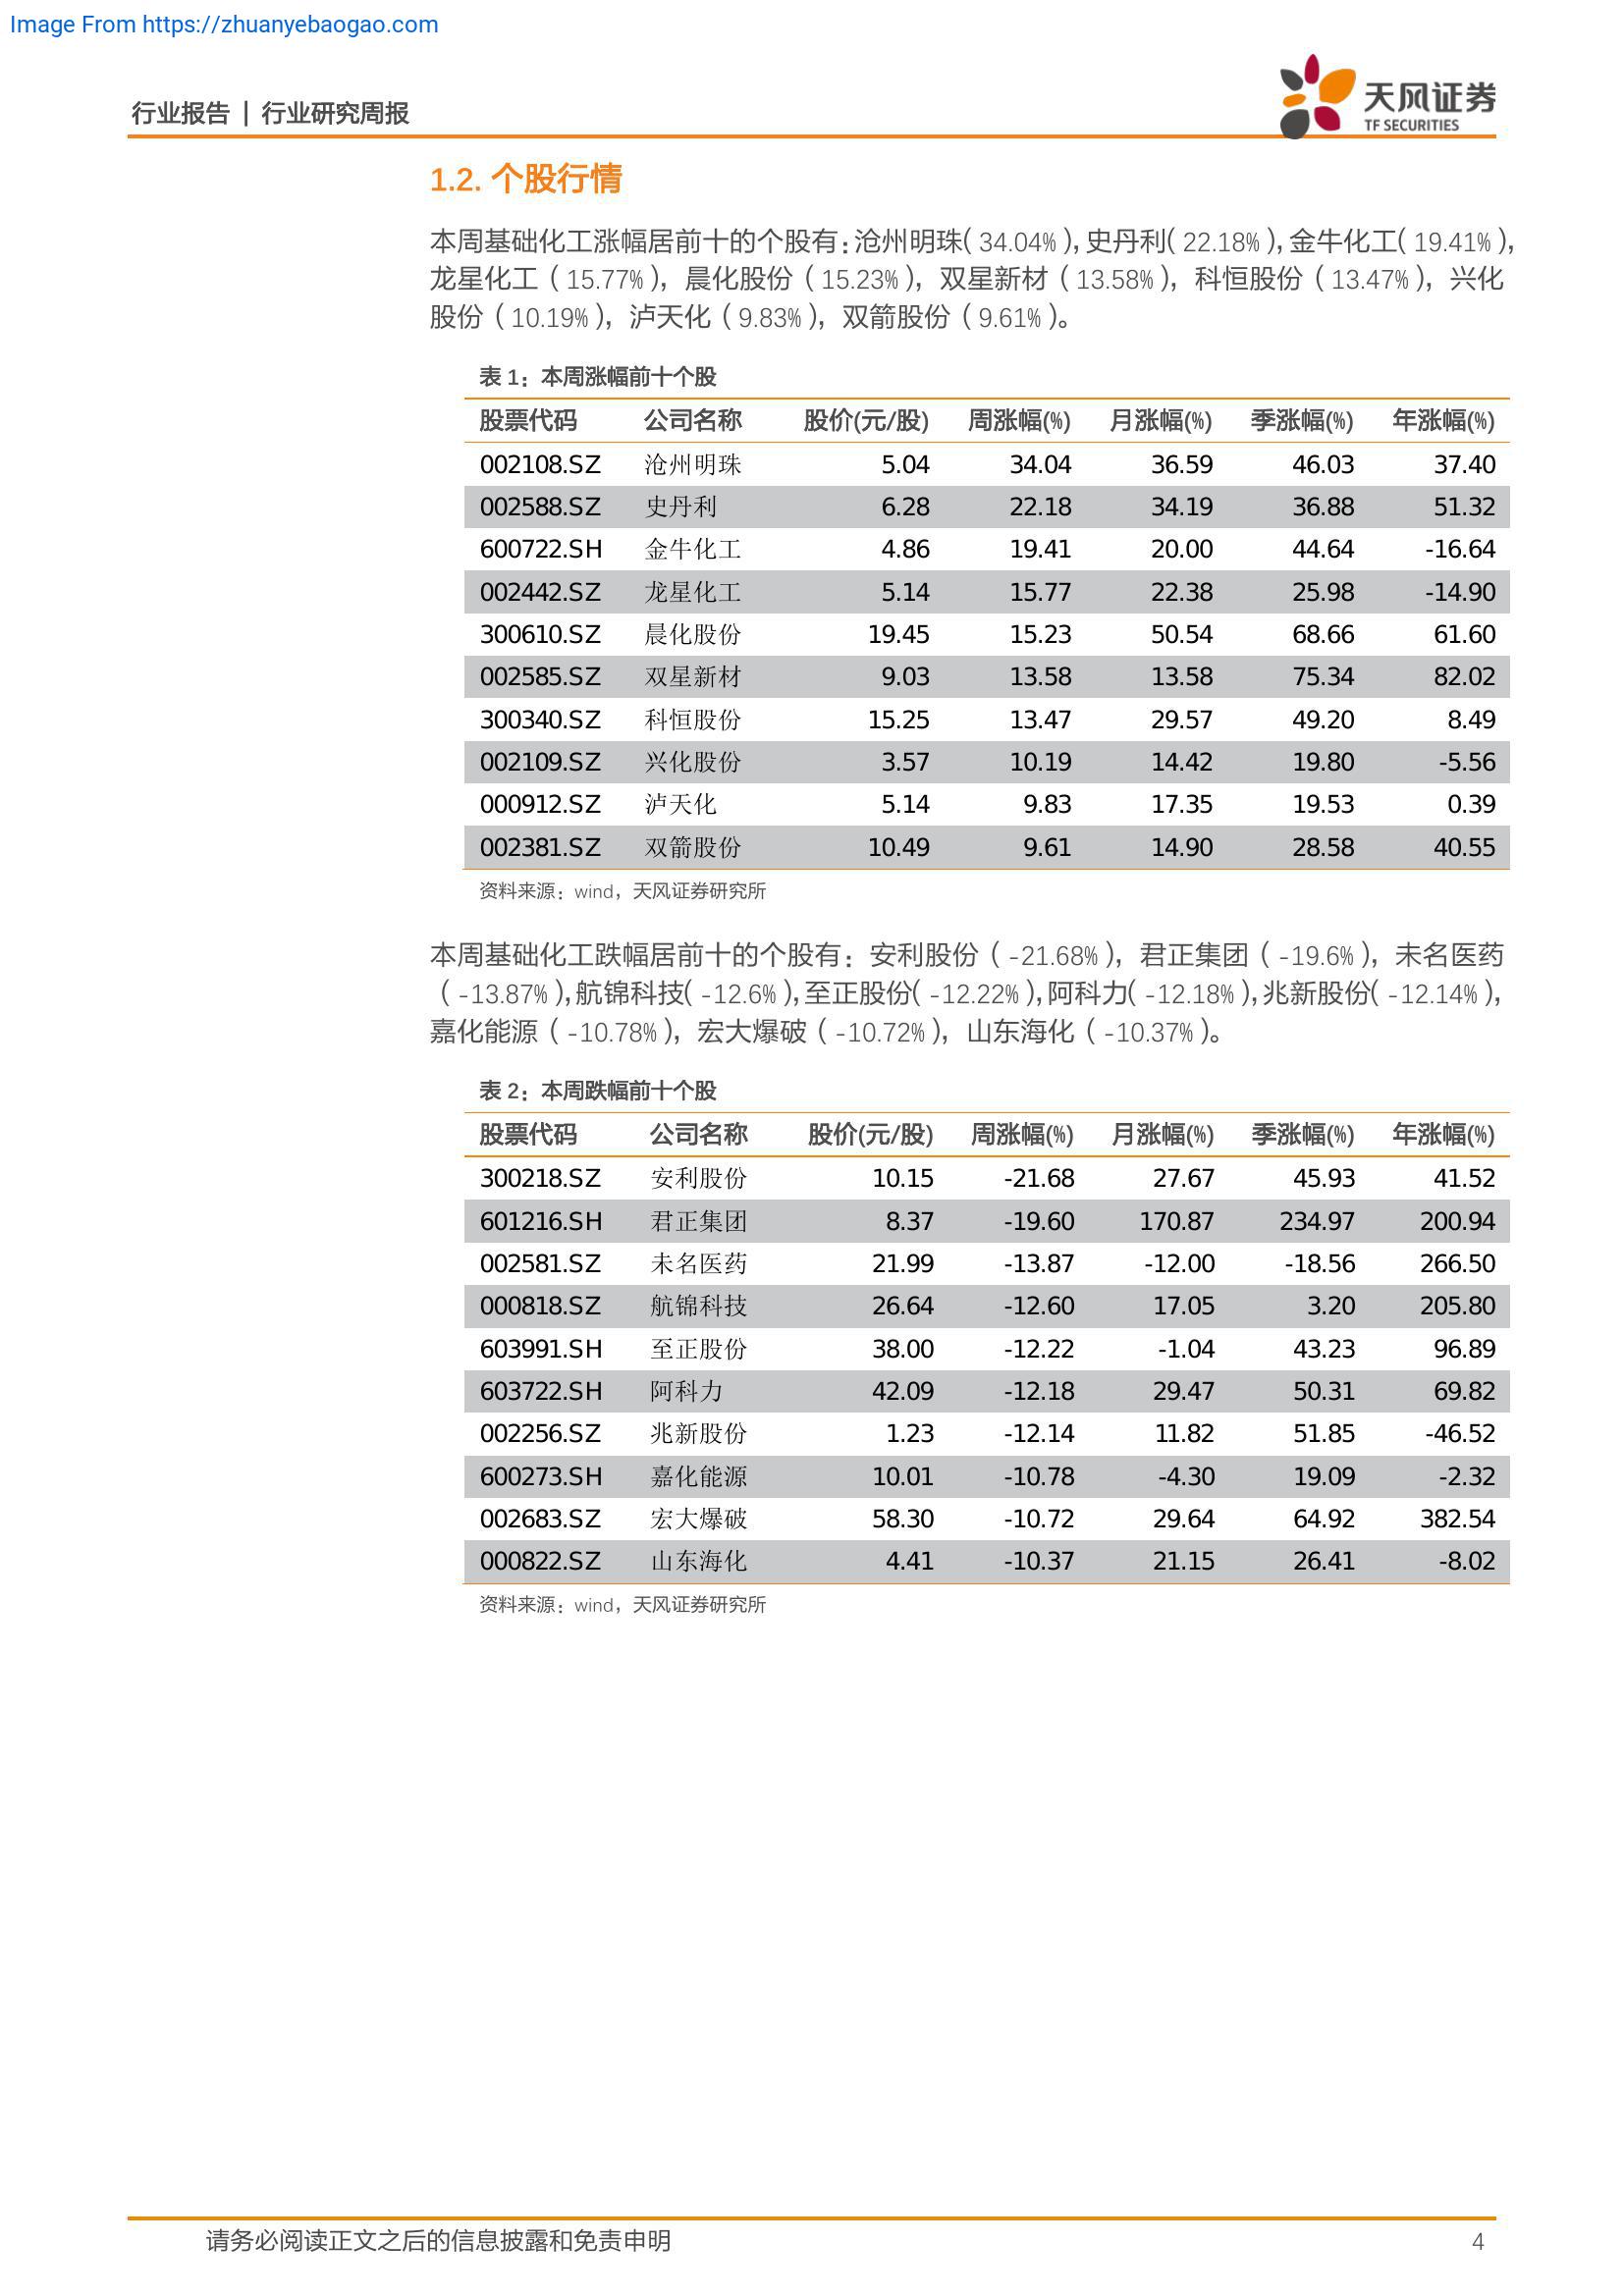 Image From https://zhuanyebaogao.com
行业报告 | 行业研究周报
天风证券
TF SECURITIES
1.2. 个股行情
本周基础化工涨幅居前十的个股有：沧州明珠（34.04%），史丹利（22.18%），金牛化工（19.41%），
龙星化工（15.77%），晨化股份（15.23%），双星新材（13.58%），科恒股份（13.47%），兴化
股份（10.19%），泸天化（9.83%），双箭股份（9.61%）。
表 1：本周涨幅前十个股
股票代码 公司名称 股价(元/股) 周涨幅(%) 月涨幅(%) 季涨幅(%) 年涨幅(%)
002108.SZ 沧州明珠 5.04 34.04 36.59 46.03 37.40
002588.SZ 史丹利 6.28 22.18 34.19 36.88 51.32
600722.SH 金牛化工 4.86 19.41 20.00 44.64 -16.64
002442.SZ 龙星化工 5.14 15.77 22.38 25.98 -14.90
300610.SZ 晨化股份 19.45 15.23 50.54 68.66 61.60
002585.SZ 双星新材 9.03 13.58 13.58 75.34 82.02
300340.SZ 科恒股份 15.25 13.47 29.57 49.20 8.49
002109.SZ 兴化股份 3.57 10.19 14.42 19.80 -5.56
000912.SZ 泸天化 5.14 9.83 17.35 19.53 0.39
002381.SZ 双箭股份 10.49 9.61 14.90 28.58 40.55
资料来源：wind，天风证券研究所
本周基础化工跌幅居前十的个股有：安利股份（-21.68%），君正集团（-19.6%），未名医药
（-13.87%），航锦科技（-12.6%），至正股份（-12.22%），阿科力（-12.18%），兆新股份（-12.14%），
嘉化能源（-10.78%），宏大爆破（-10.72%），山东海化（-10.37%）。
表 2：本周跌幅前十个股
股票代码 公司名称 股价(元/股) 周涨幅(%) 月涨幅(%) 季涨幅(%) 年涨幅(%)
300218.SZ 安利股份 10.15 -21.68 27.67 45.93 41.52
601216.SH 君正集团 8.37 -19.60 170.87 234.97 200.94
002581.SZ 未名医药 21.99 -13.87 -12.00 -18.56 266.50
000818.SZ 航锦科技 26.64 -12.60 17.05 3.20 205.80
603991.SH 至正股份 38.00 -12.22 -1.04 43.23 96.89
603722.SH 阿科力 42.09 -12.18 29.47 50.31 69.82
002256.SZ 兆新股份 1.23 -12.14 11.82 51.85 -46.52
600273.SH 嘉化能源 10.01 -10.78 -4.30 19.09 -2.32
002683.SZ 宏大爆破 58.30 -10.72 29.64 64.92 382.54
000822.SZ 山东海化 4.41 -10.37 21.15 26.41 -8.02
资料来源：wind，天风证券研究所
请务必阅读正文之后的信息披露和免责申明 4